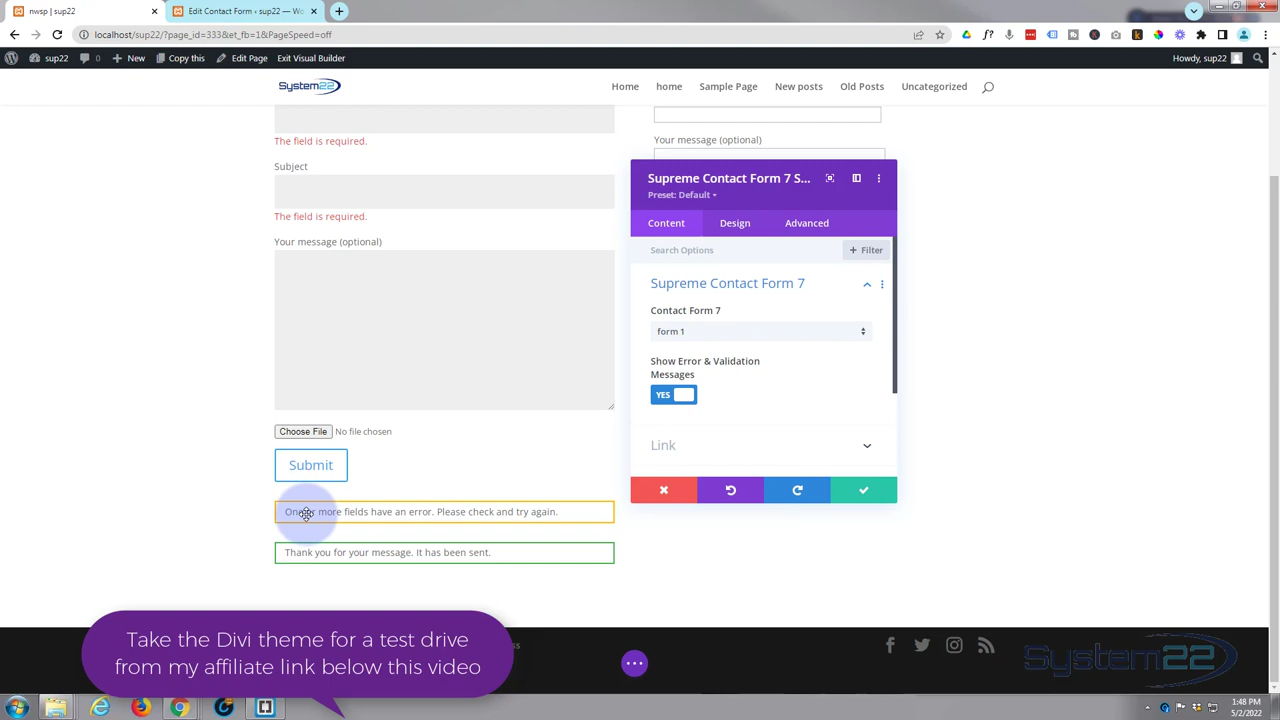 nwsp | sup22
Edit Contact Form ‹ sup22 — Wo
localhost/sup22/?page_id=333&et_fb=1&PageSpeed=off
sup22
0
New
Copy this
Edit Page
Exit Visual Builder
Howdy, sup22
System22
Home
home
Sample Page
New posts
Old Posts
Uncategorized
The field is required.
Subject
The field is required.
Your message (optional)
Choose File No file chosen
Submit
more fields have an error. Please check and try again.
Thank you for your message. It has been sent.
Your message (optional)
Supreme Contact Form 7 S...
Preset: Default
Content
Design
Advanced
Search Options
+ Filter
Supreme Contact Form 7
Contact Form 7
form 1
Show Error & Validation
Messages
YES
Link
Take the Divi theme for a test drive
from my affiliate link below this video
System22
1:48 PM
5/2/2022